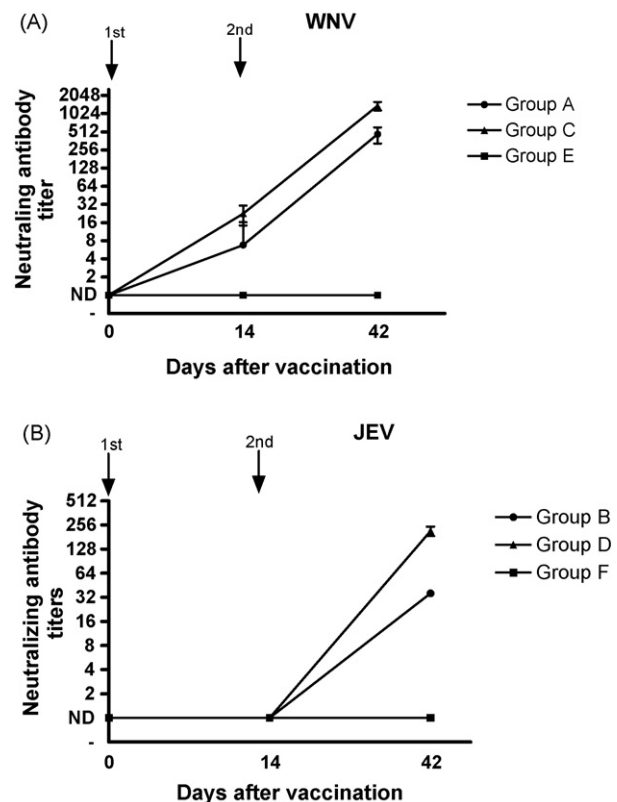 (A)
WNV
1st
2nd
2048
1024
512
256
128
64
32
16
8
4
2
ND
-
Neutraling antibody
titer
0
14
42
Days after vaccination
Group A
Group C
Group E
(B)
JEV
1st
2nd
512
256
128
64
32
16
8
4
2
ND
-
Neutralizing antibody
titers
0
14
42
Days after vaccination
Group B
Group D
Group F